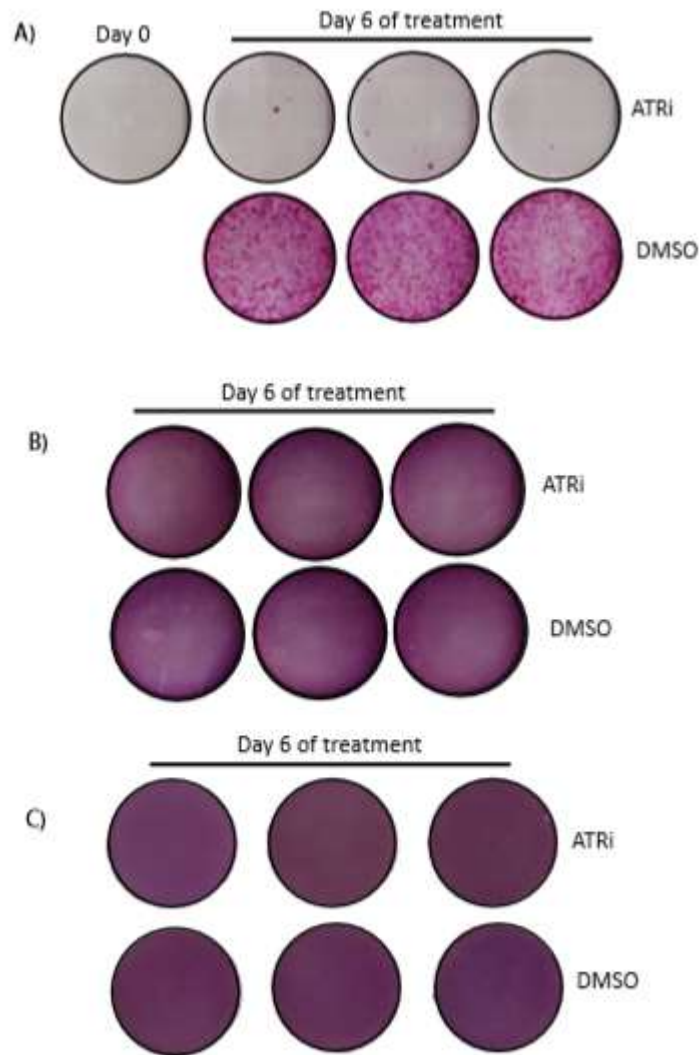 A)
Day 0
Day 6 of treatment
ATRi
DMSO
Day 6 of treatment
B)
ATRi
DMSO
Day 6 of treatment
C)
ATRi
DMSO